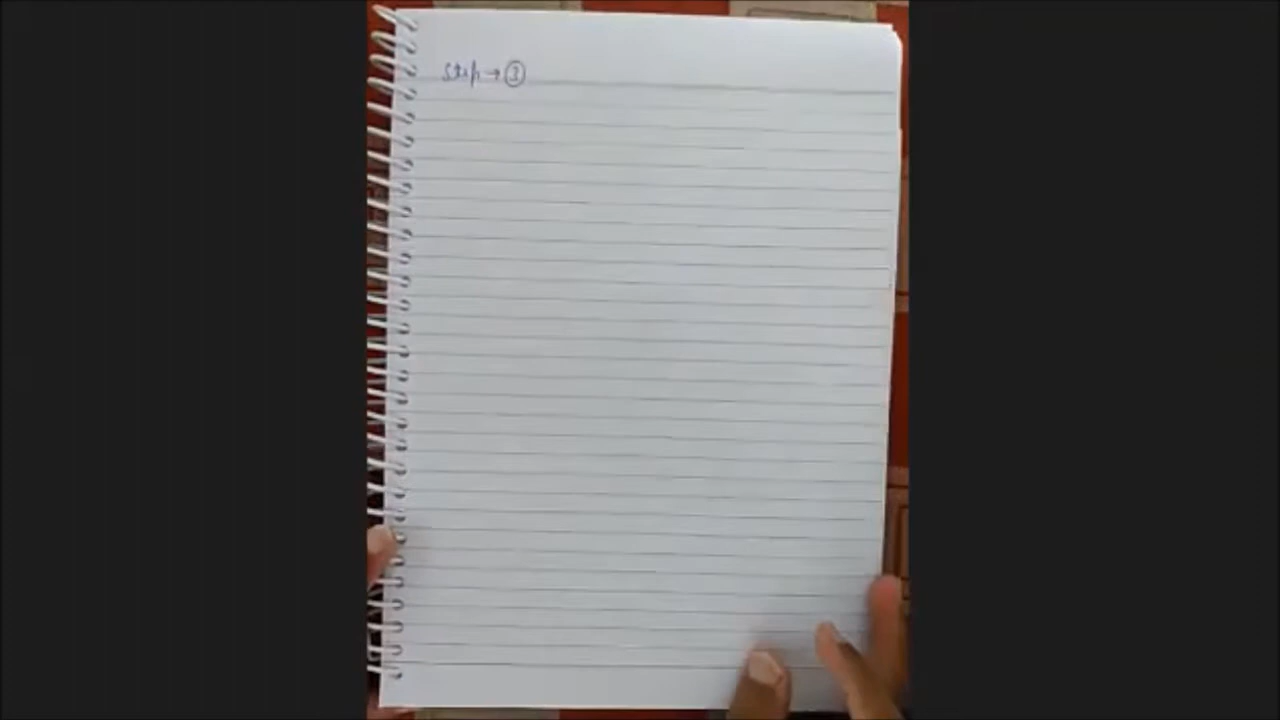 Step → ③